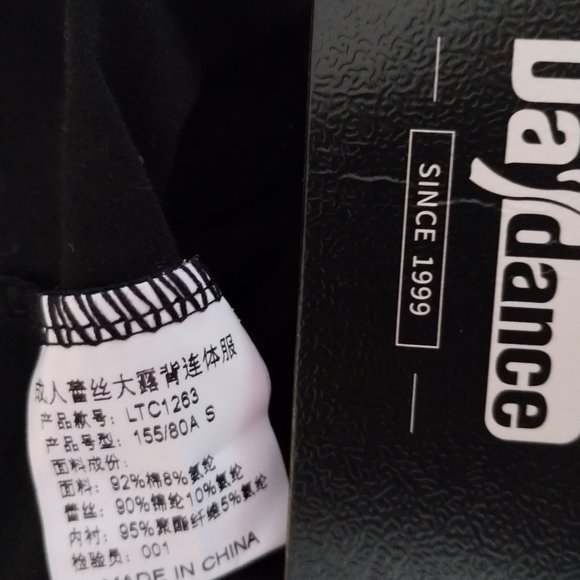 成人蕾丝大露背连体服
产品款号： LTC1263
产品号型： 155/80A S
面料成份：
面料： 92%棉8%氨纶
蕾丝： 90%锦纶10%氨纶
内衬： 95%聚酯纤维5%氨纶
检验员： 001
MADE IN CHINA
SINCE 1999
Daydance